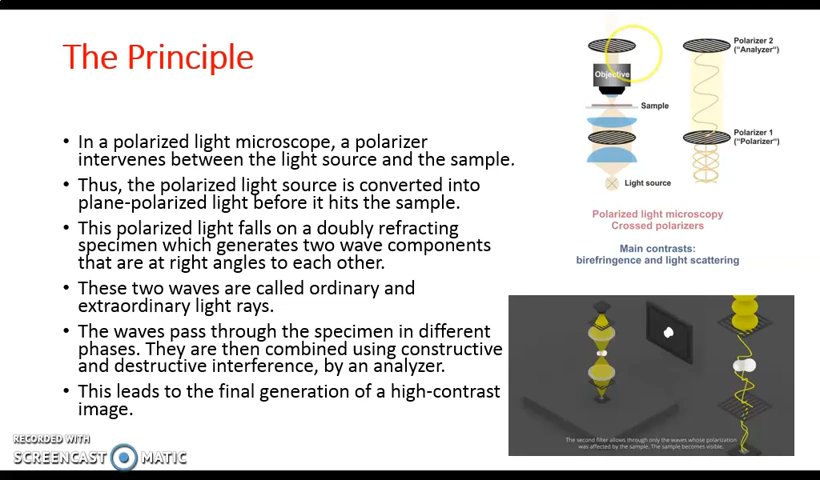 The Principle
• In a polarized light microscope, a polarizer
intervenes between the light source and the sample.
• Thus, the polarized light source is converted into
plane-polarized light before it hits the sample.
• This polarized light falls on a doubly refracting
specimen which generates two wave components
that are at right angles to each other.
• These two waves are called ordinary and
extraordinary light rays.
• The waves pass through the specimen in different
phases. They are then combined using constructive
and destructive interference, by an analyzer.
• This leads to the final generation of a high-contrast
image.
Polarizer 2
("Analyzer")
Objective
Sample
Polarizer 1
("Polarizer")
Light source
Polarized light microscopy
Crossed polarizers
Main contrasts:
birefringence and light scattering
The second filter allows through only the waves whose polarization
was affected by the sample. The sample becomes visible.
RECORDED WITH
SCREENCAST MATIC